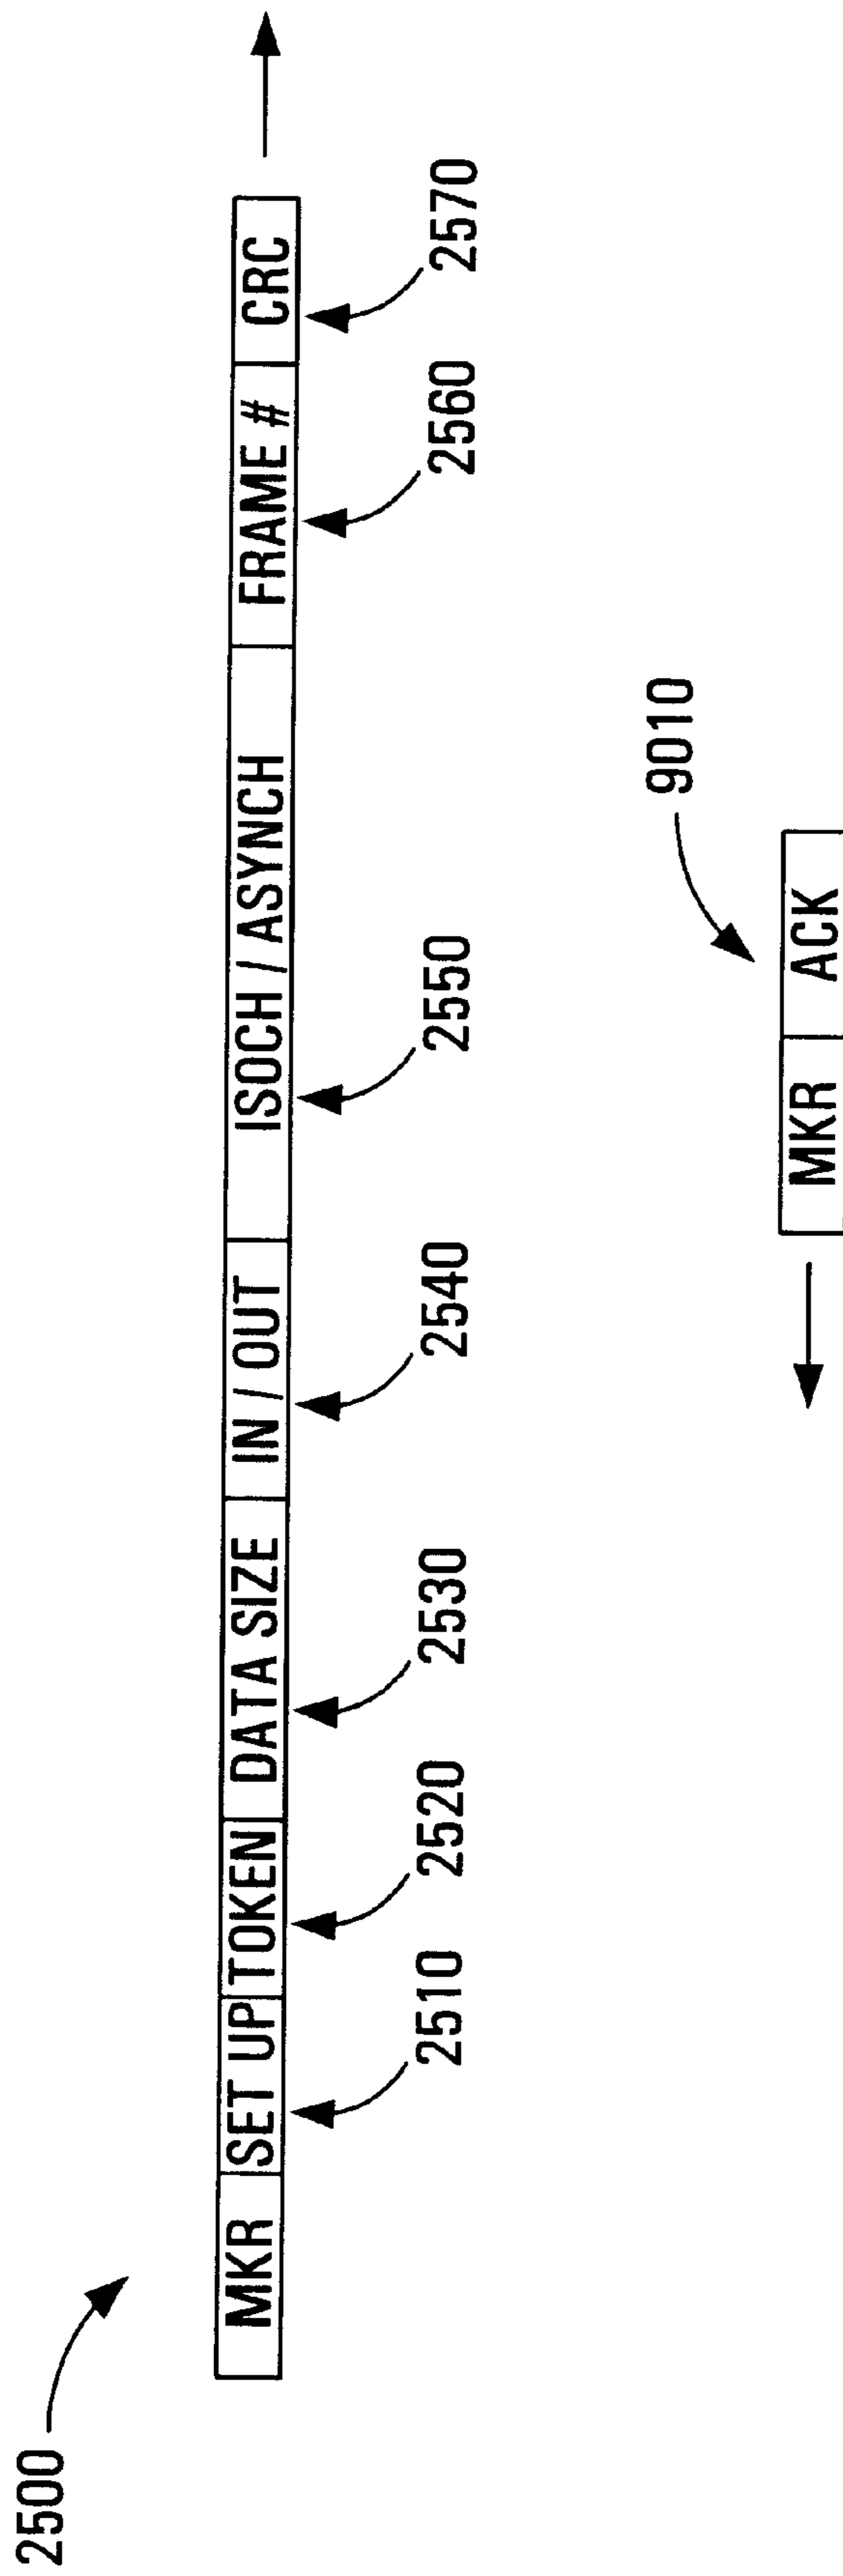 2500
MKR SET UP TOKEN DATA SIZE IN / OUT ISOCH / ASYNCH FRAME # CRC
2510 2520 2530 2540 2550 2560 2570
9010
MKR ACK